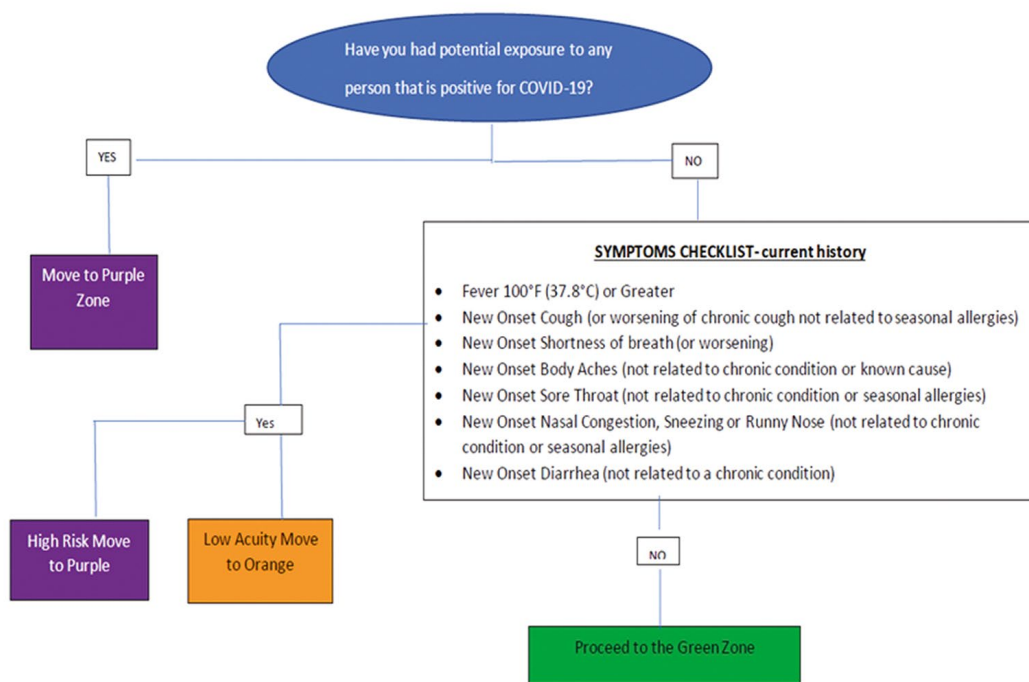 Have you had potential exposure to any
person that is positive for COVID-19?
YES
NO
Move to Purple
Zone
SYMPTOMS CHECKLIST- current history
• Fever 100°F (37.8°C) or Greater
• New Onset Cough (or worsening of chronic cough not related to seasonal allergies)
• New Onset Shortness of breath (or worsening)
• New Onset Body Aches (not related to chronic condition or known cause)
• New Onset Sore Throat (not related to chronic condition or seasonal allergies)
• New Onset Nasal Congestion, Sneezing or Runny Nose (not related to chronic
condition or seasonal allergies)
• New Onset Diarrhea (not related to a chronic condition)
Yes
High Risk Move
to Purple
Low Acuity Move
to Orange
NO
Proceed to the Green Zone